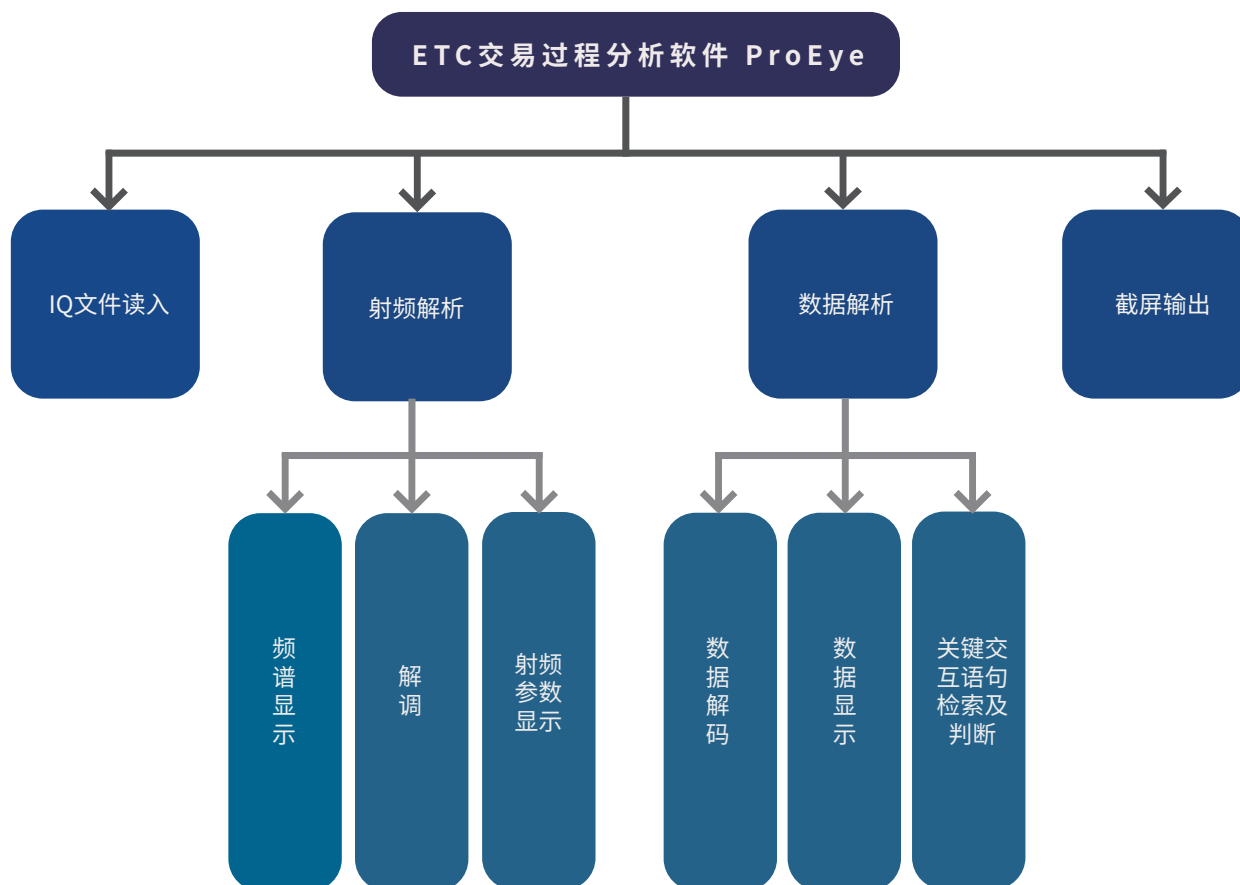 ETC交易过程分析软件 ProEye
IQ文件读入
射频解析
数据解析
截屏输出
频
谱
显
示
解
调
射频
参数
显示
数
据
解
码
数
据
显
示
关键交
互语句
检索及
判断